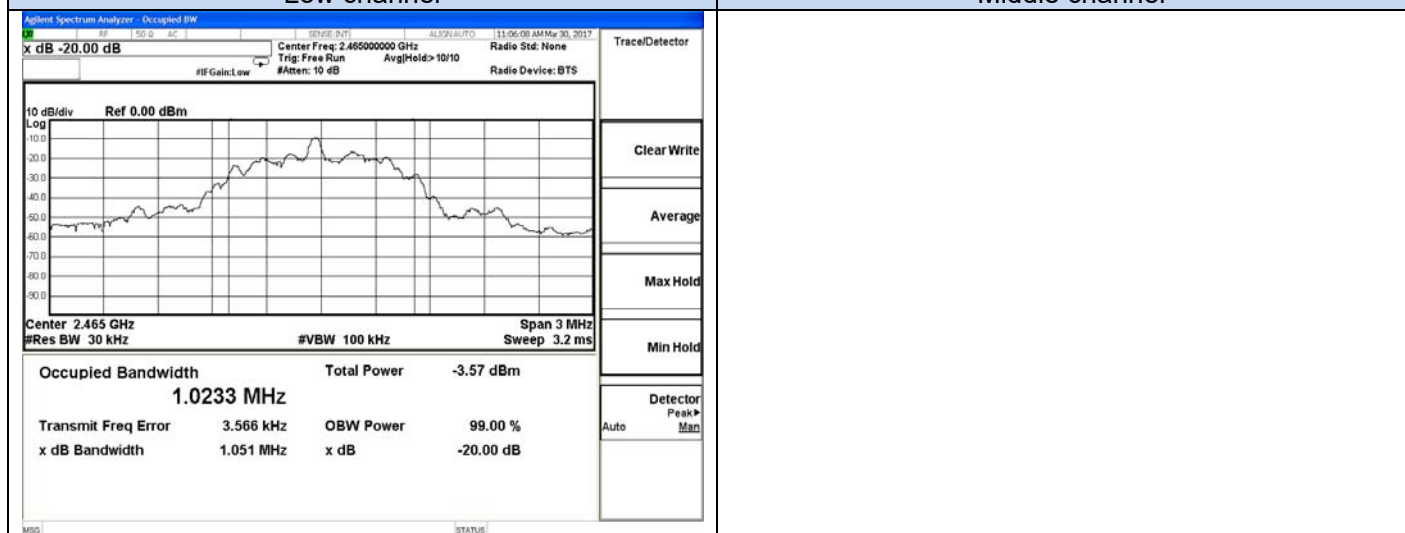 Low channel
Middle channel
Agilent Spectrum Analyzer - Occupied BW
RF 50 Ω AC SENSE:INT ALIGN AUTO 11:06:08 AM Mar 30, 2017
x dB -20.00 dB
Center Freq: 2.465000000 GHz
Radio Std: None
Trig: Free Run Avg|Hold:>10/10
#IFGain:Low #Atten: 10 dB Radio Device: BTS
10 dB/div Ref 0.00 dBm
Log
-10.0
-20.0
-30.0
-40.0
-50.0
-60.0
-70.0
-80.0
-90.0
Center 2.465 GHz Span 3 MHz
#Res BW 30 kHz #VBW 100 kHz Sweep 3.2 ms
Occupied Bandwidth Total Power -3.57 dBm
1.0233 MHz
Transmit Freq Error 3.566 kHz OBW Power 99.00 %
x dB Bandwidth 1.051 MHz x dB -20.00 dB
MSG STATUS
Trace/Detector
Clear Write
Average
Max Hold
Min Hold
Detector
Peak▶
Auto Man